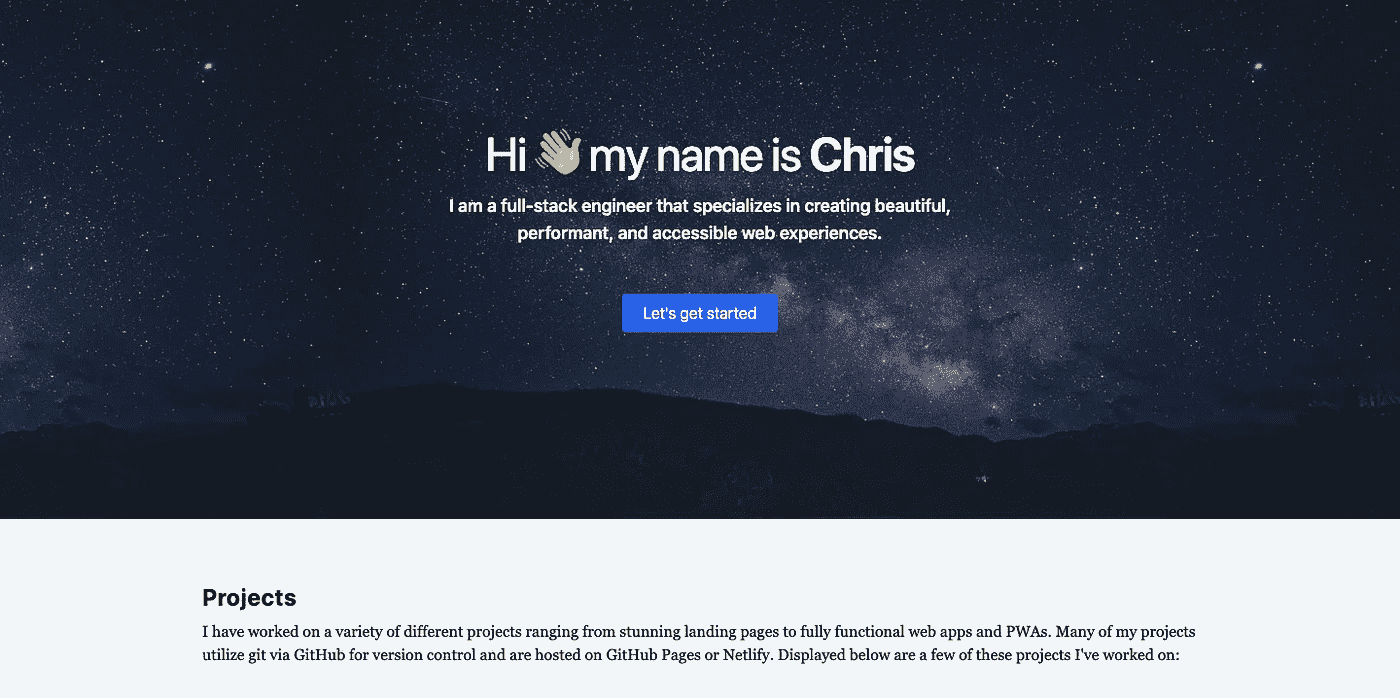 Hi 👋 my name is Chris
I am a full-stack engineer that specializes in creating beautiful,
performant, and accessible web experiences.
Let's get started
Projects
I have worked on a variety of different projects ranging from stunning landing pages to fully functional web apps and PWAs. Many of my projects
utilize git via GitHub for version control and are hosted on GitHub Pages or Netlify. Displayed below are a few of these projects I've worked on: